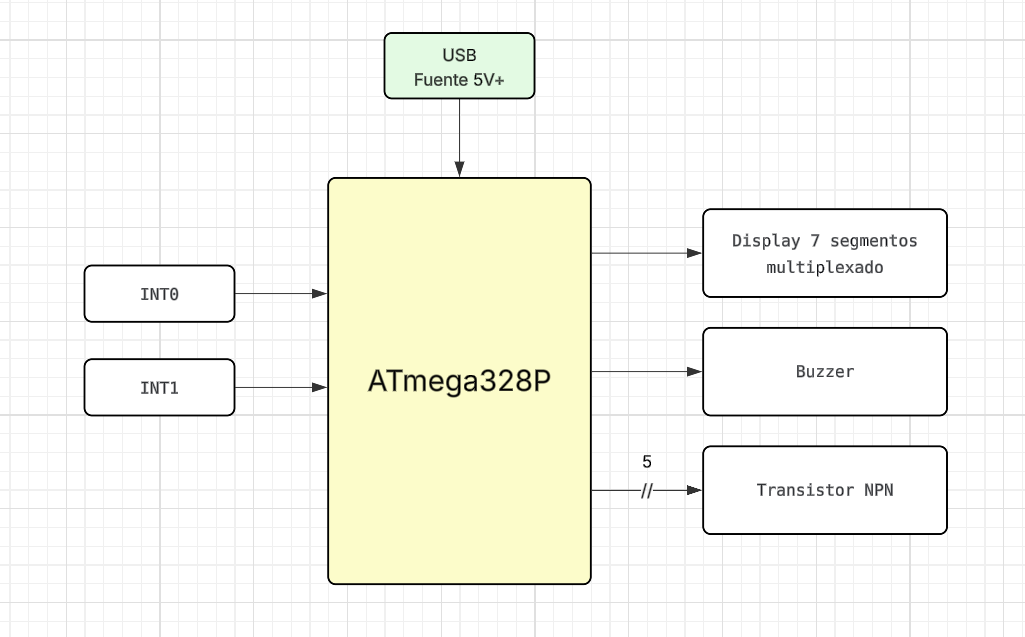 USB
Fuente 5V+
INT0
INT1
ATmega328P
Display 7 segmentos
multiplexado
Buzzer
5
//
Transistor NPN